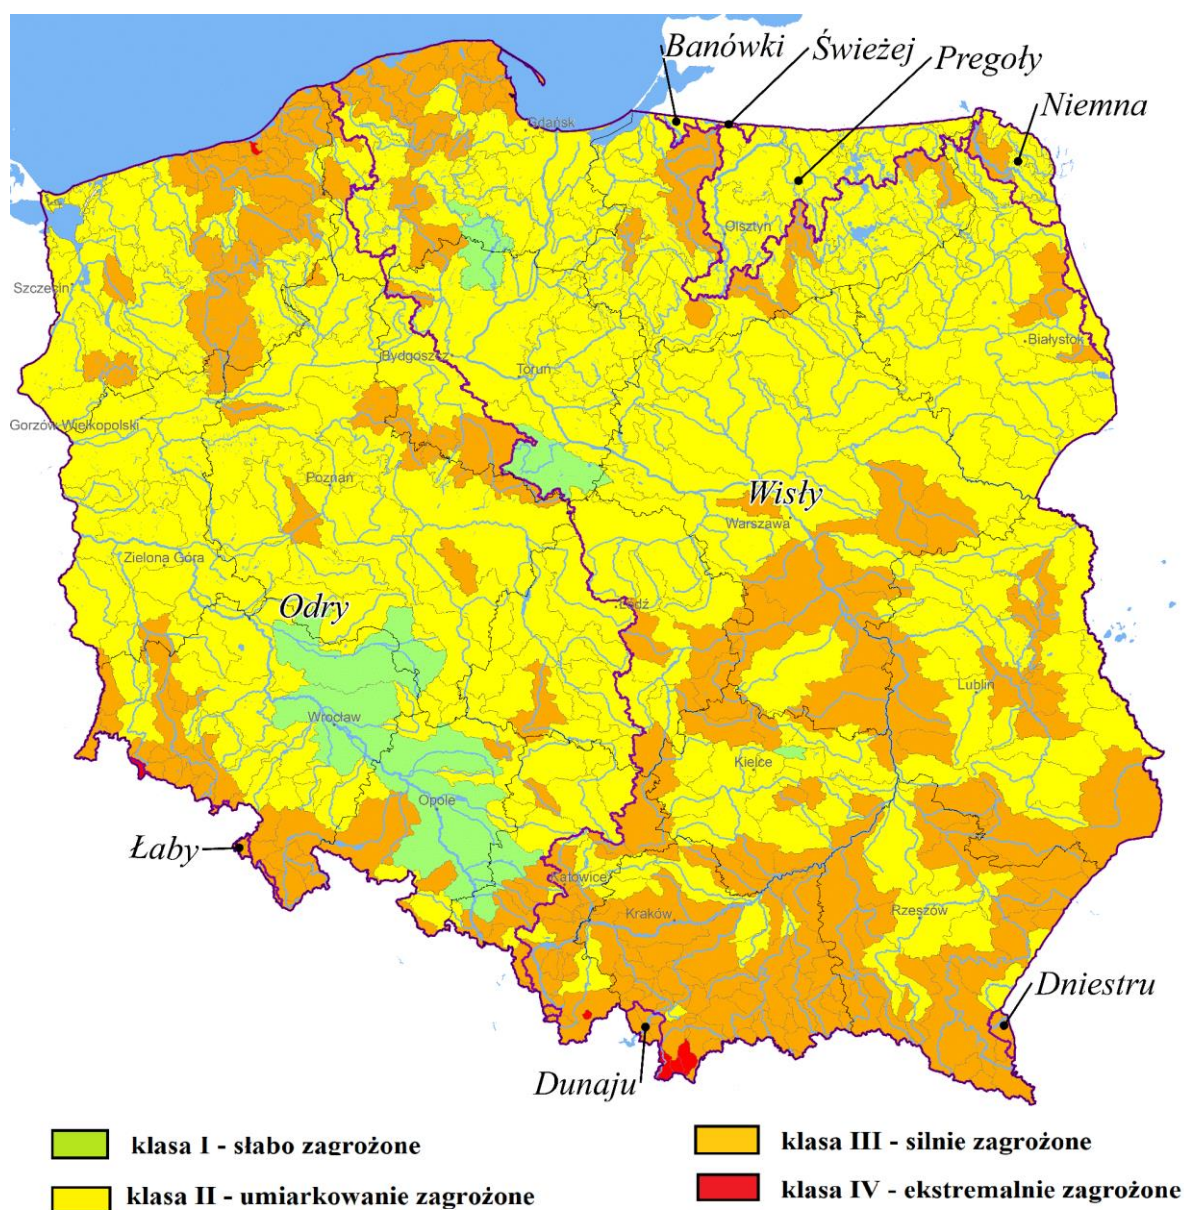 Banówki
Świeżej
Pregoły
Niemna
Gdańsk
Olsztyn
Szczecin
Białystok
Bydgoszcz
Toruń
Gorzów Wielkopolski
Poznań
Wisły
Warszawa
Zielona Góra
Odry
Łódź
Lublin
Wrocław
Kielce
Opole
Łaby
Katowice
Kraków
Rzeszów
Dniestru
Dunaju
klasa I - słabo zagrożone
klasa III - silnie zagrożone
klasa II - umiarkowanie zagrożone
klasa IV - ekstremalnie zagrożone